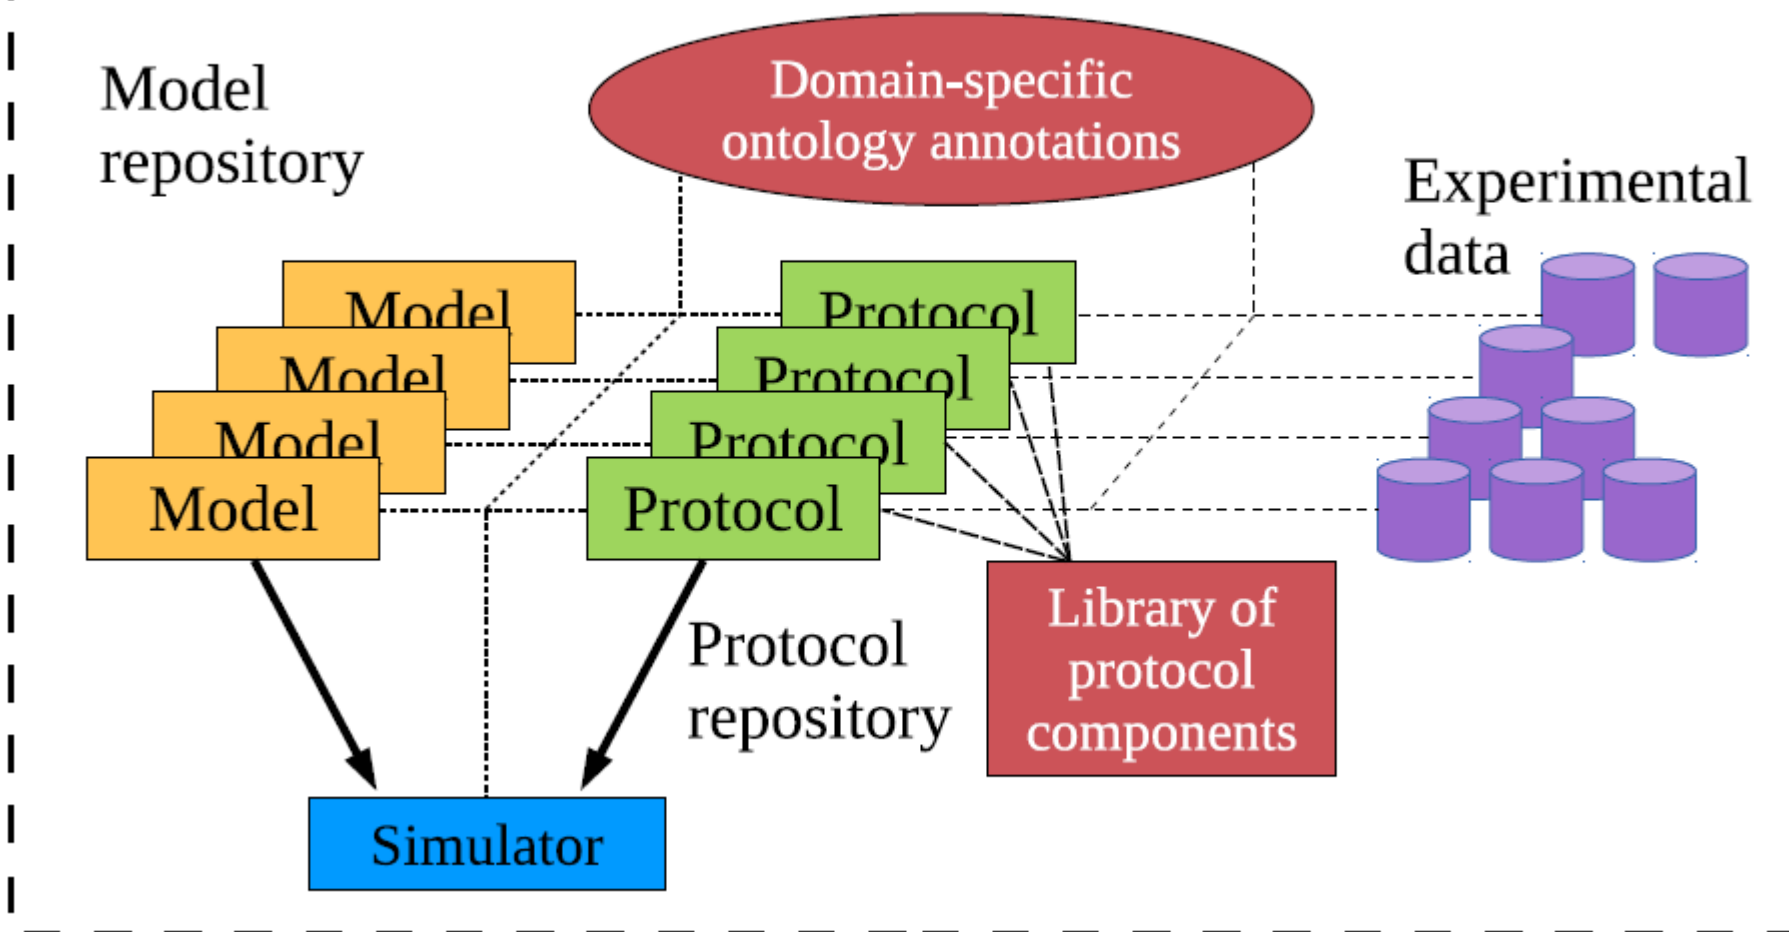 Model
repository
Domain-specific
ontology annotations
Experimental
data
Model
Protocol
Model
Protocol
Model
Protocol
Model
Protocol
Protocol
repository
Library of
protocol
components
Simulator